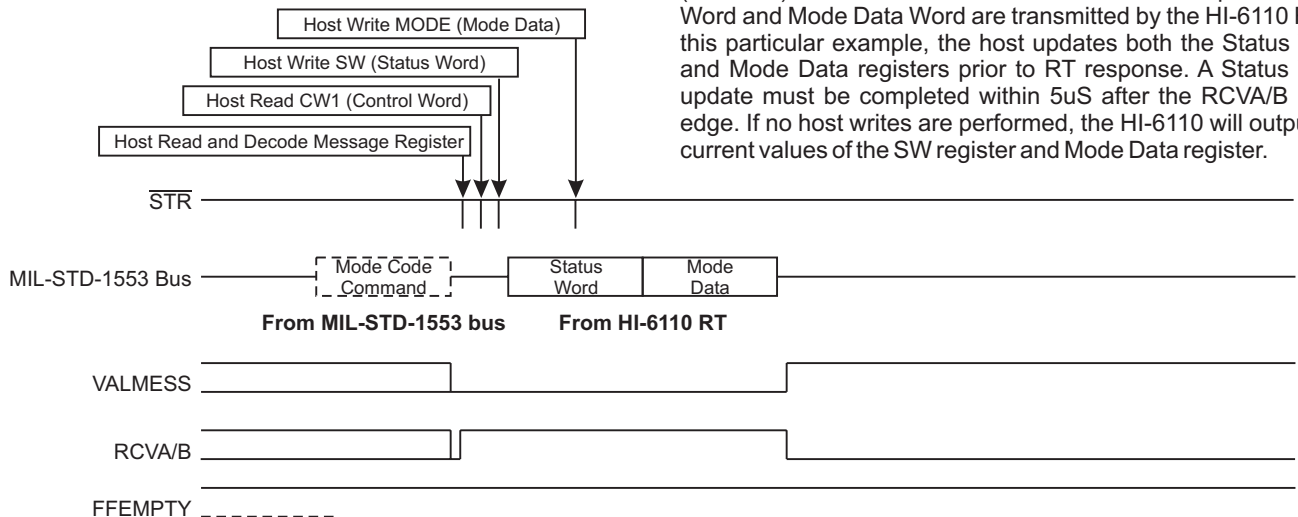 Host Write MODE (Mode Data)
Host Write SW (Status Word)
Host Read CW1 (Control Word)
Host Read and Decode Message Register
Word and Mode Data Word are transmitted by the HI-6110
this particular example, the host updates both the Status
and Mode Data registers prior to RT response. A Status
update must be completed within 5uS after the RCVA/B
edge. If no host writes are performed, the HI-6110 will outpu
current values of the SW register and Mode Data register.
STR
MIL-STD-1553 Bus
Mode Code
Command
Status
Word
Mode
Data
From MIL-STD-1553 bus
From HI-6110 RT
VALMESS
RCVA/B
FFEMPTY